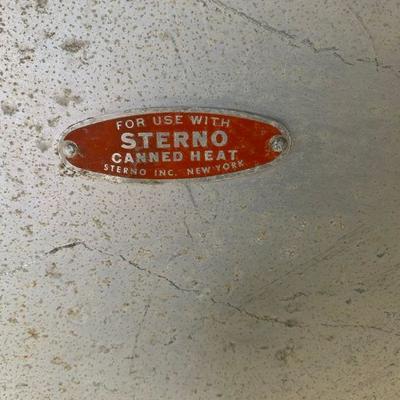 FOR USE WITH
STERNO
CANNED HEAT
STERNO INC. NEW YORK